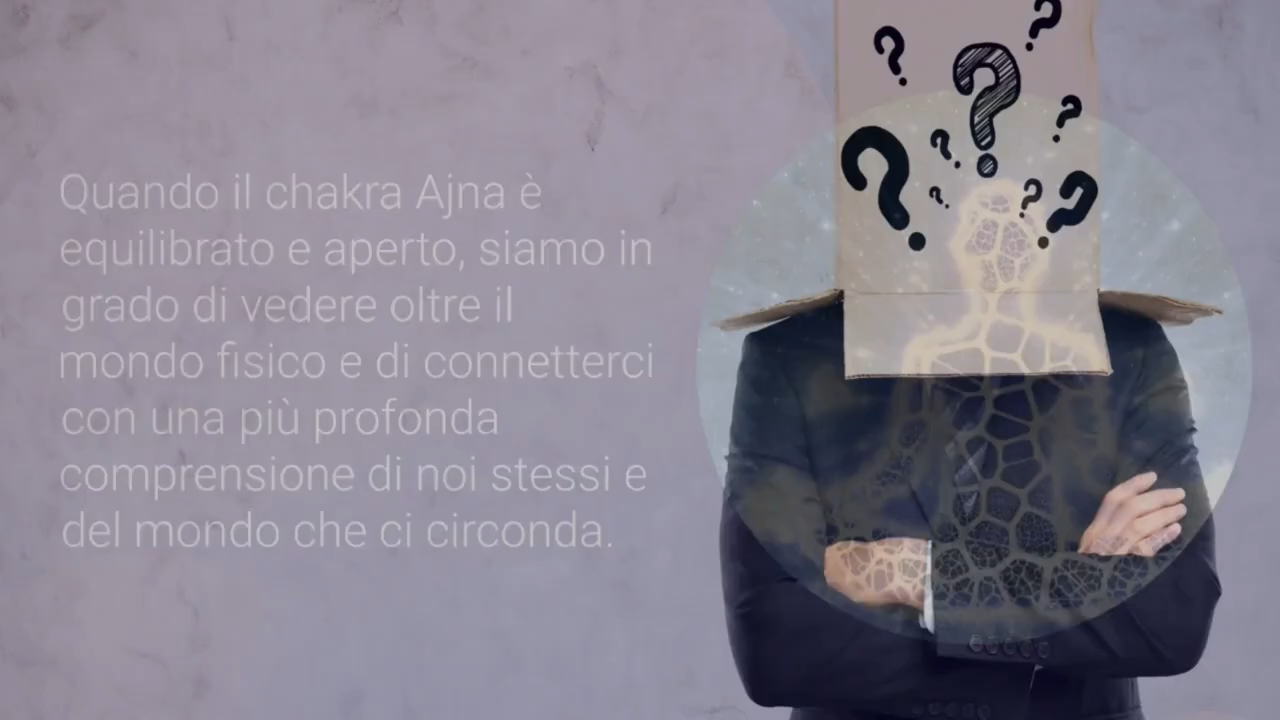 Quando il chakra Ajna è
equilibrato e aperto, siamo in
grado di vedere oltre il
mondo fisico e di connetterci
con una più profonda
comprensione di noi stessi e
del mondo che ci circonda.
? ? ? ? ? ? ? ? ?